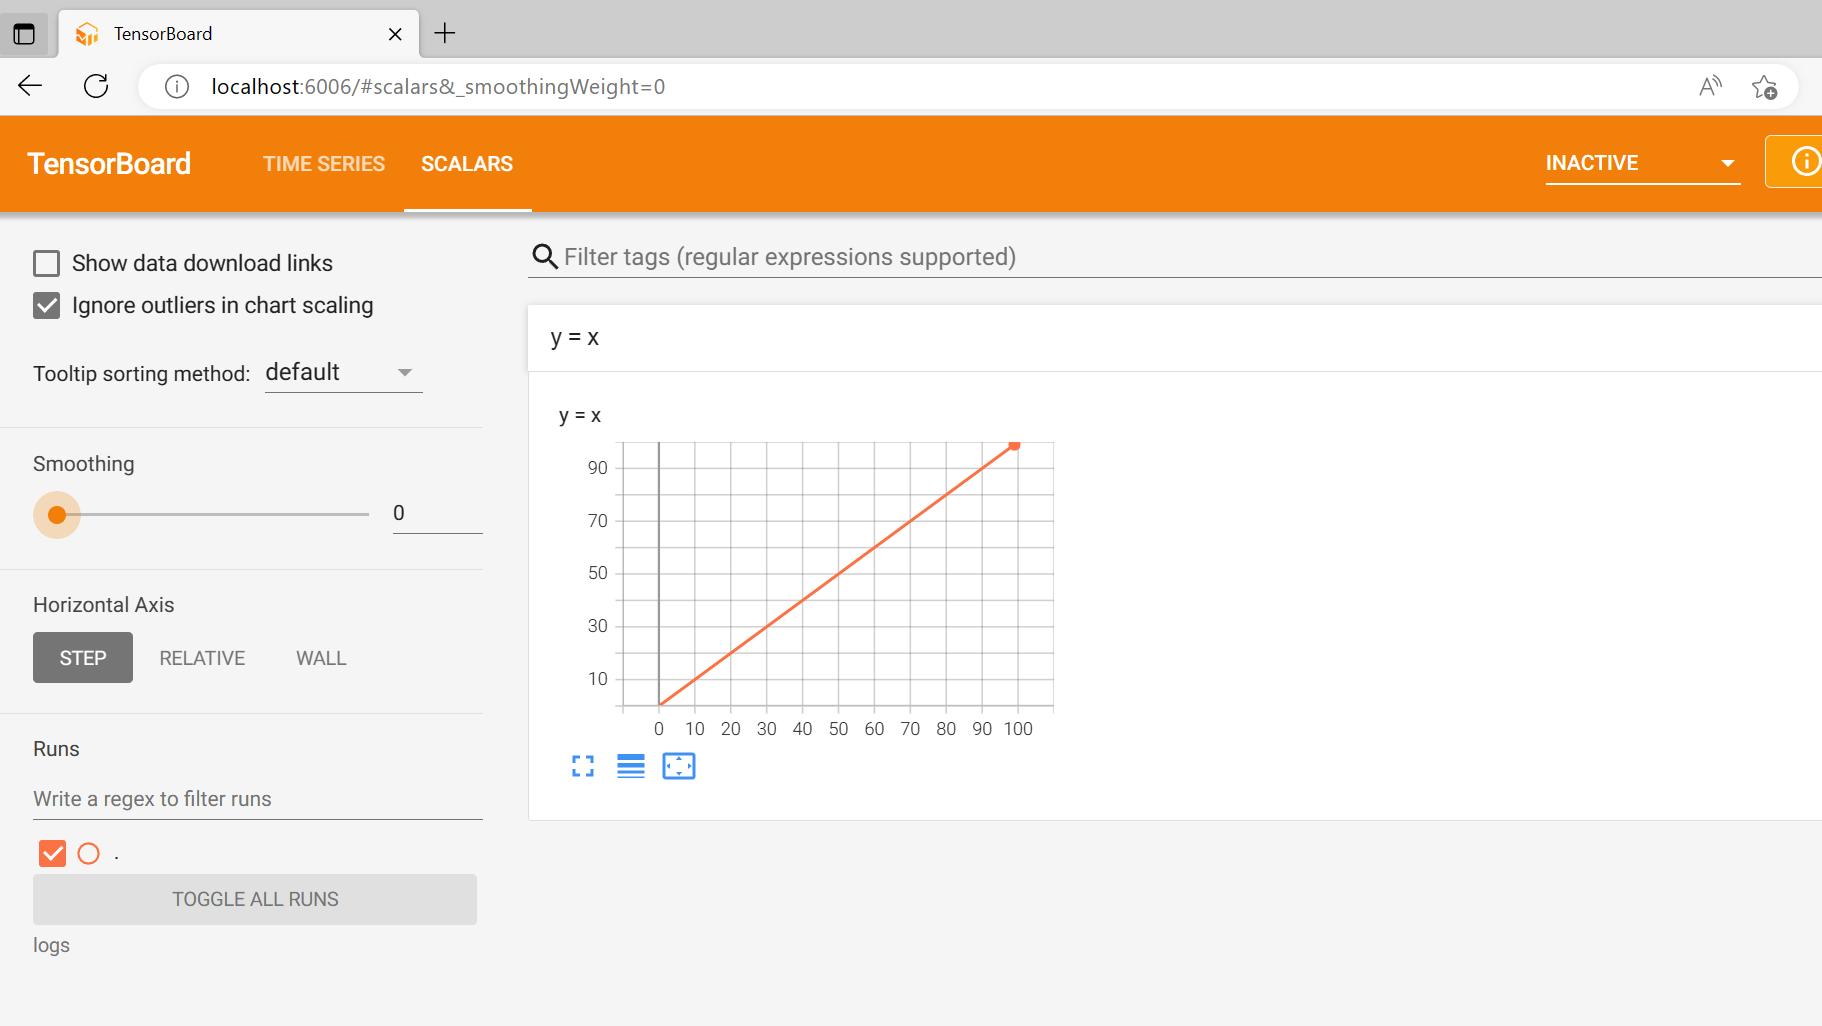 TensorBoard
localhost:6006/#scalars&_smoothingWeight=0
TensorBoard TIME SERIES SCALARS INACTIVE
Show data download links
Ignore outliers in chart scaling
Tooltip sorting method: default
Smoothing
0
Horizontal Axis
STEP RELATIVE WALL
Runs
Write a regex to filter runs
.
TOGGLE ALL RUNS
logs
Filter tags (regular expressions supported)
y = x
y = x
90
70
50
30
10
0 10 20 30 40 50 60 70 80 90 100